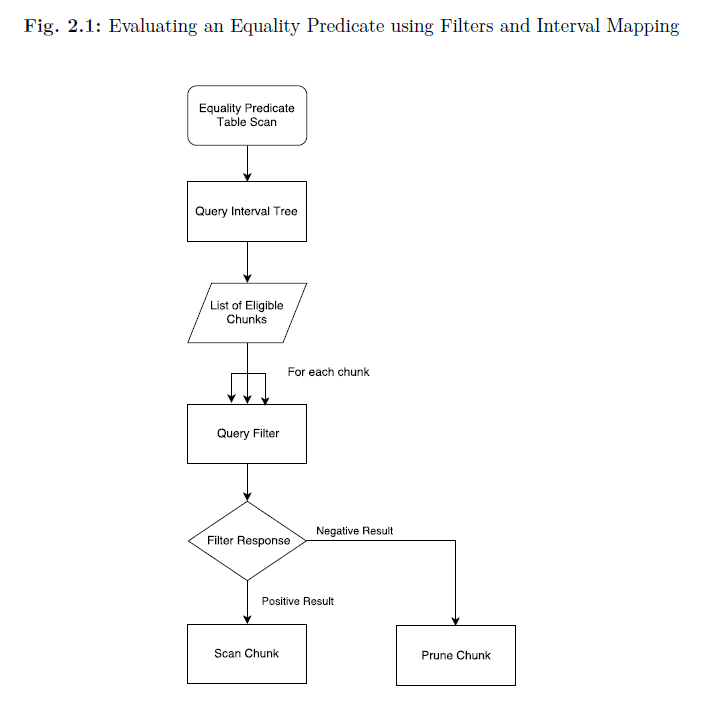 Fig. 2.1: Evaluating an Equality Predicate using Filters and Interval Mapping
Equality Predicate
Table Scan
Query Interval Tree
List of Eligible
Chunks
For each chunk
Query Filter
Filter Response
Negative Result
Positive Result
Scan Chunk
Prune Chunk